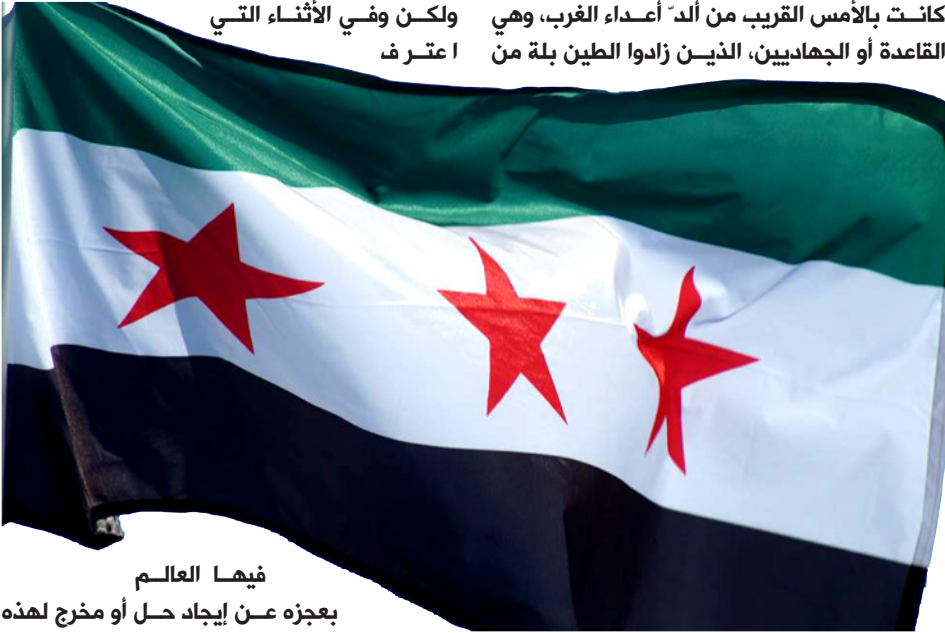 كانت بالأمس القريب من ألدّ أعداء الغرب، وهي
القاعدة أو الجهاديين، الذين زادوا الطين بلة من
ولكن وفي الأثناء التي
اعترف
فيها العالم
بعجزه عن إيجاد حل أو مخرج لهذه